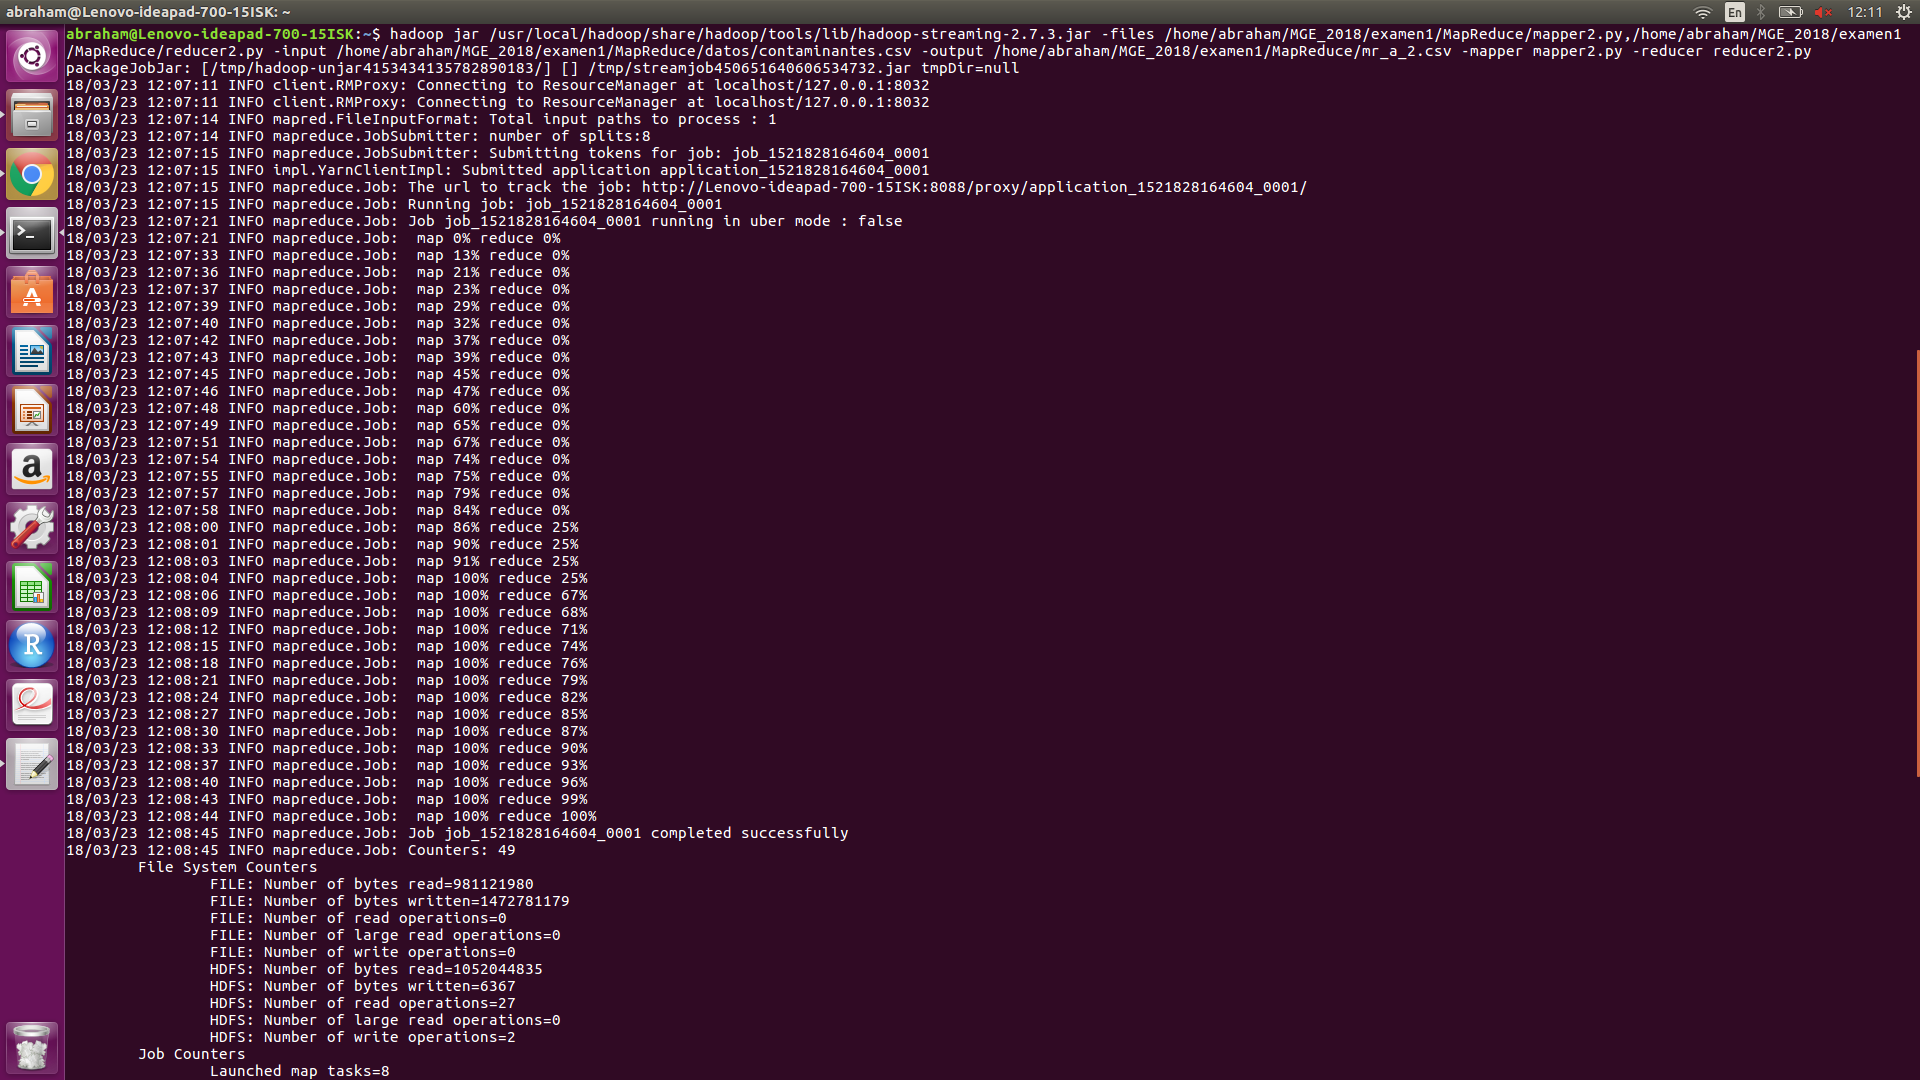 abraham@Lenovo-ideapad-700-15ISK: ~
En
12:11
abraham@Lenovo-ideapad-700-15ISK:~$ hadoop jar /usr/local/hadoop/share/hadoop/tools/lib/hadoop-streaming-2.7.3.jar -files /home/abraham/MGE_2018/examen1/MapReduce/mapper2.py,/home/abraham/MGE_2018/examen1
/MapReduce/reducer2.py -input /home/abraham/MGE_2018/examen1/MapReduce/datos/contaminantes.csv -output /home/abraham/MGE_2018/examen1/MapReduce/mr_a_2.csv -mapper mapper2.py -reducer reducer2.py
packageJobJar: [/tmp/hadoop-unjar4153434135782890183/] [] /tmp/streamjob450651640606534732.jar tmpDir=null
18/03/23 12:07:11 INFO client.RMProxy: Connecting to ResourceManager at localhost/127.0.0.1:8032
18/03/23 12:07:11 INFO client.RMProxy: Connecting to ResourceManager at localhost/127.0.0.1:8032
18/03/23 12:07:14 INFO mapred.FileInputFormat: Total input paths to process : 1
18/03/23 12:07:14 INFO mapreduce.JobSubmitter: number of splits:8
18/03/23 12:07:15 INFO mapreduce.JobSubmitter: Submitting tokens for job: job_1521828164604_0001
18/03/23 12:07:15 INFO impl.YarnClientImpl: Submitted application application_1521828164604_0001
18/03/23 12:07:15 INFO mapreduce.Job: The url to track the job: http://Lenovo-ideapad-700-15ISK:8088/proxy/application_1521828164604_0001/
18/03/23 12:07:15 INFO mapreduce.Job: Running job: job_1521828164604_0001
18/03/23 12:07:21 INFO mapreduce.Job: Job job_1521828164604_0001 running in uber mode : false
18/03/23 12:07:21 INFO mapreduce.Job:  map 0% reduce 0%
18/03/23 12:07:33 INFO mapreduce.Job:  map 13% reduce 0%
18/03/23 12:07:36 INFO mapreduce.Job:  map 21% reduce 0%
18/03/23 12:07:37 INFO mapreduce.Job:  map 23% reduce 0%
18/03/23 12:07:39 INFO mapreduce.Job:  map 29% reduce 0%
18/03/23 12:07:40 INFO mapreduce.Job:  map 32% reduce 0%
18/03/23 12:07:42 INFO mapreduce.Job:  map 37% reduce 0%
18/03/23 12:07:43 INFO mapreduce.Job:  map 39% reduce 0%
18/03/23 12:07:45 INFO mapreduce.Job:  map 45% reduce 0%
18/03/23 12:07:46 INFO mapreduce.Job:  map 47% reduce 0%
18/03/23 12:07:48 INFO mapreduce.Job:  map 60% reduce 0%
18/03/23 12:07:49 INFO mapreduce.Job:  map 65% reduce 0%
18/03/23 12:07:51 INFO mapreduce.Job:  map 67% reduce 0%
18/03/23 12:07:54 INFO mapreduce.Job:  map 74% reduce 0%
18/03/23 12:07:55 INFO mapreduce.Job:  map 75% reduce 0%
18/03/23 12:07:57 INFO mapreduce.Job:  map 79% reduce 0%
18/03/23 12:07:58 INFO mapreduce.Job:  map 84% reduce 0%
18/03/23 12:08:00 INFO mapreduce.Job:  map 86% reduce 25%
18/03/23 12:08:01 INFO mapreduce.Job:  map 90% reduce 25%
18/03/23 12:08:03 INFO mapreduce.Job:  map 91% reduce 25%
18/03/23 12:08:04 INFO mapreduce.Job:  map 100% reduce 25%
18/03/23 12:08:06 INFO mapreduce.Job:  map 100% reduce 67%
18/03/23 12:08:09 INFO mapreduce.Job:  map 100% reduce 68%
18/03/23 12:08:12 INFO mapreduce.Job:  map 100% reduce 71%
18/03/23 12:08:15 INFO mapreduce.Job:  map 100% reduce 74%
18/03/23 12:08:18 INFO mapreduce.Job:  map 100% reduce 76%
18/03/23 12:08:21 INFO mapreduce.Job:  map 100% reduce 79%
18/03/23 12:08:24 INFO mapreduce.Job:  map 100% reduce 82%
18/03/23 12:08:27 INFO mapreduce.Job:  map 100% reduce 85%
18/03/23 12:08:30 INFO mapreduce.Job:  map 100% reduce 87%
18/03/23 12:08:33 INFO mapreduce.Job:  map 100% reduce 90%
18/03/23 12:08:37 INFO mapreduce.Job:  map 100% reduce 93%
18/03/23 12:08:40 INFO mapreduce.Job:  map 100% reduce 96%
18/03/23 12:08:43 INFO mapreduce.Job:  map 100% reduce 99%
18/03/23 12:08:44 INFO mapreduce.Job:  map 100% reduce 100%
18/03/23 12:08:45 INFO mapreduce.Job: Job job_1521828164604_0001 completed successfully
18/03/23 12:08:45 INFO mapreduce.Job: Counters: 49
File System Counters
FILE: Number of bytes read=981121980
FILE: Number of bytes written=1472781179
FILE: Number of read operations=0
FILE: Number of large read operations=0
FILE: Number of write operations=0
HDFS: Number of bytes read=1052044835
HDFS: Number of bytes written=6367
HDFS: Number of read operations=27
HDFS: Number of large read operations=0
HDFS: Number of write operations=2
Job Counters
Launched map tasks=8